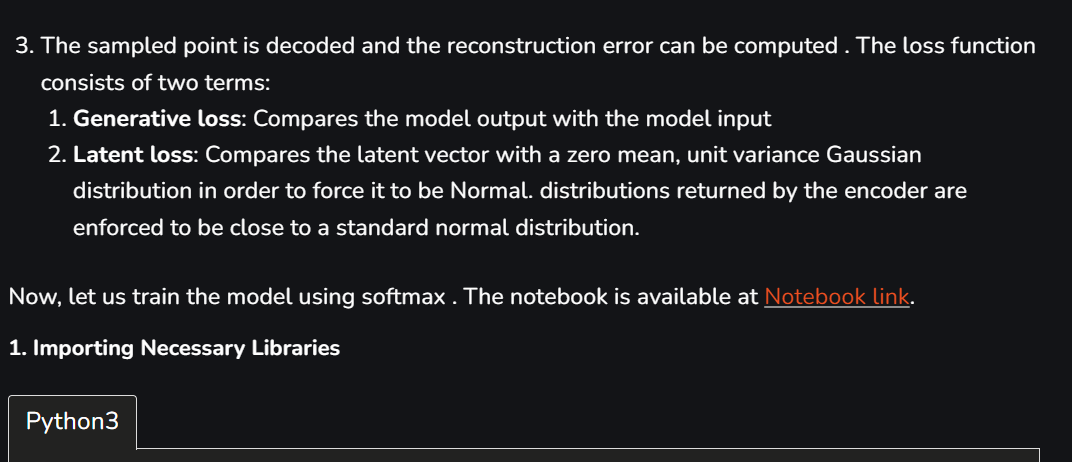 3. The sampled point is decoded and the reconstruction error can be computed . The loss function
consists of two terms:
1. Generative loss: Compares the model output with the model input
2. Latent loss: Compares the latent vector with a zero mean, unit variance Gaussian
distribution in order to force it to be Normal. distributions returned by the encoder are
enforced to be close to a standard normal distribution.
Now, let us train the model using softmax . The notebook is available at Notebook link.
1. Importing Necessary Libraries
Python3